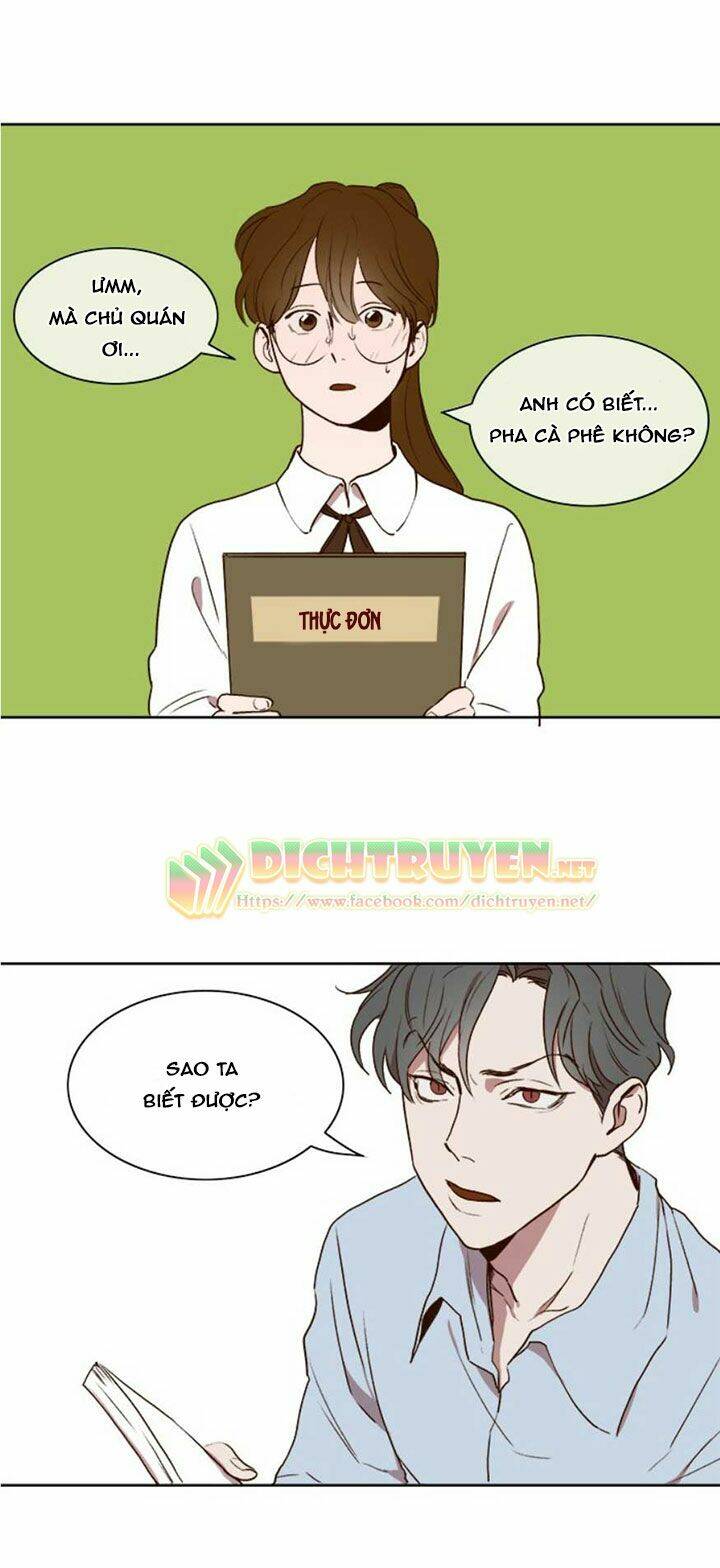 ƯMM,
MÀ CHỦ QUÁN
ƠI...
ANH CÓ BIẾT...
PHA CÀ PHÊ KHÔNG?
THỰC ĐƠN
DICHTRUYEN.NET
Https://www.facebook.com/dichtruyen.net/
SAO TA
BIẾT ĐƯỢC?